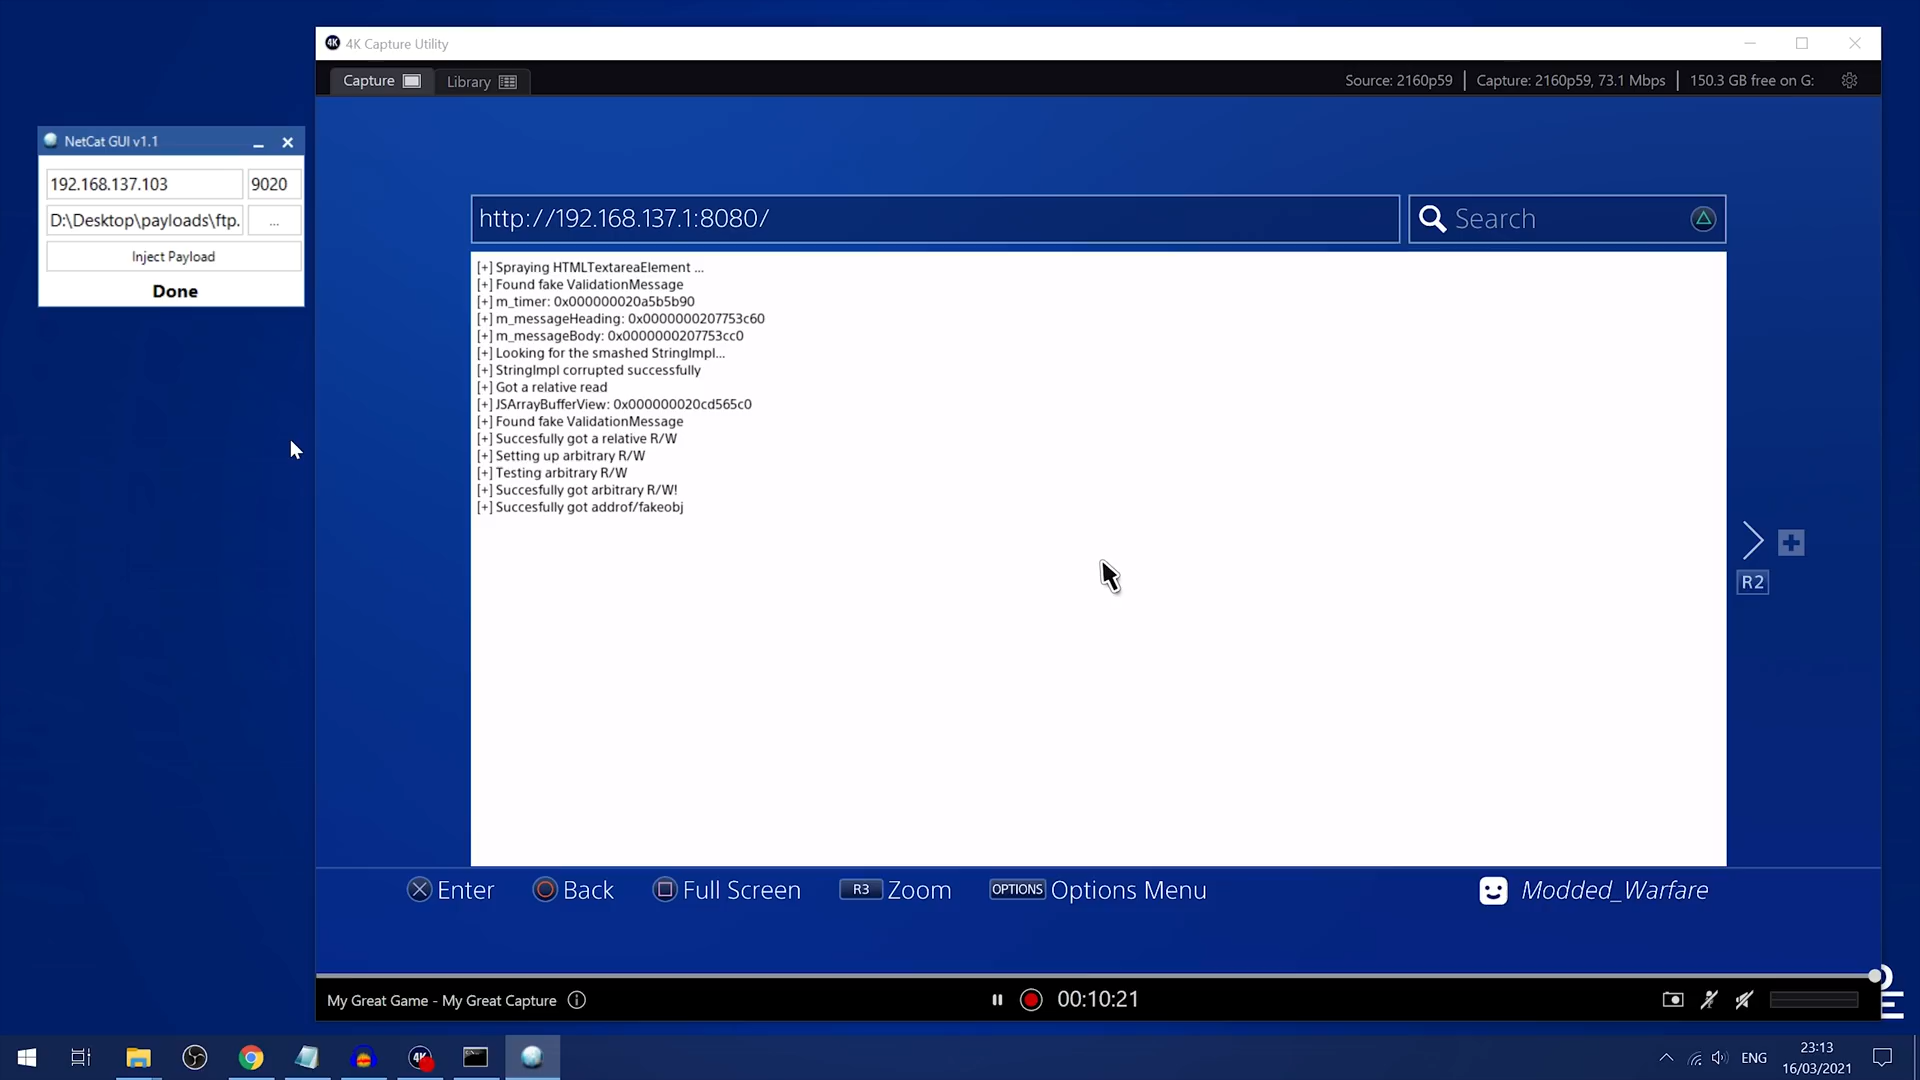 4K Capture Utility
Capture
Library
Source: 2160p59
Capture: 2160p59, 73.1 Mbps
150.3 GB free on G:
NetCat GUI v1.1
192.168.137.103
9020
D:\Desktop\payloads\ftp.
...
Inject Payload
Done
http://192.168.137.1:8080/
Search
[+] Spraying HTMLTextareaElement ...
[+] Found fake ValidationMessage
[+] m_timer: 0x000000020a5b5b90
[+] m_messageHeading: 0x0000000207753c60
[+] m_messageBody: 0x0000000207753cc0
[+] Looking for the smashed StringImpl...
[+] StringImpl corrupted successfully
[+] Got a relative read
[+] JSArrayBufferView: 0x000000020cd565c0
[+] Found fake ValidationMessage
[+] Succesfully got a relative R/W
[+] Setting up arbitrary R/W
[+] Testing arbitrary R/W
[+] Succesfully got arbitrary R/W!
[+] Succesfully got addrof/fakeobj
R2
Enter
Back
Full Screen
R3 Zoom
OPTIONS Options Menu
Modded_Warfare
My Great Game - My Great Capture
00:10:21
4K
ENG
23:13
16/03/2021